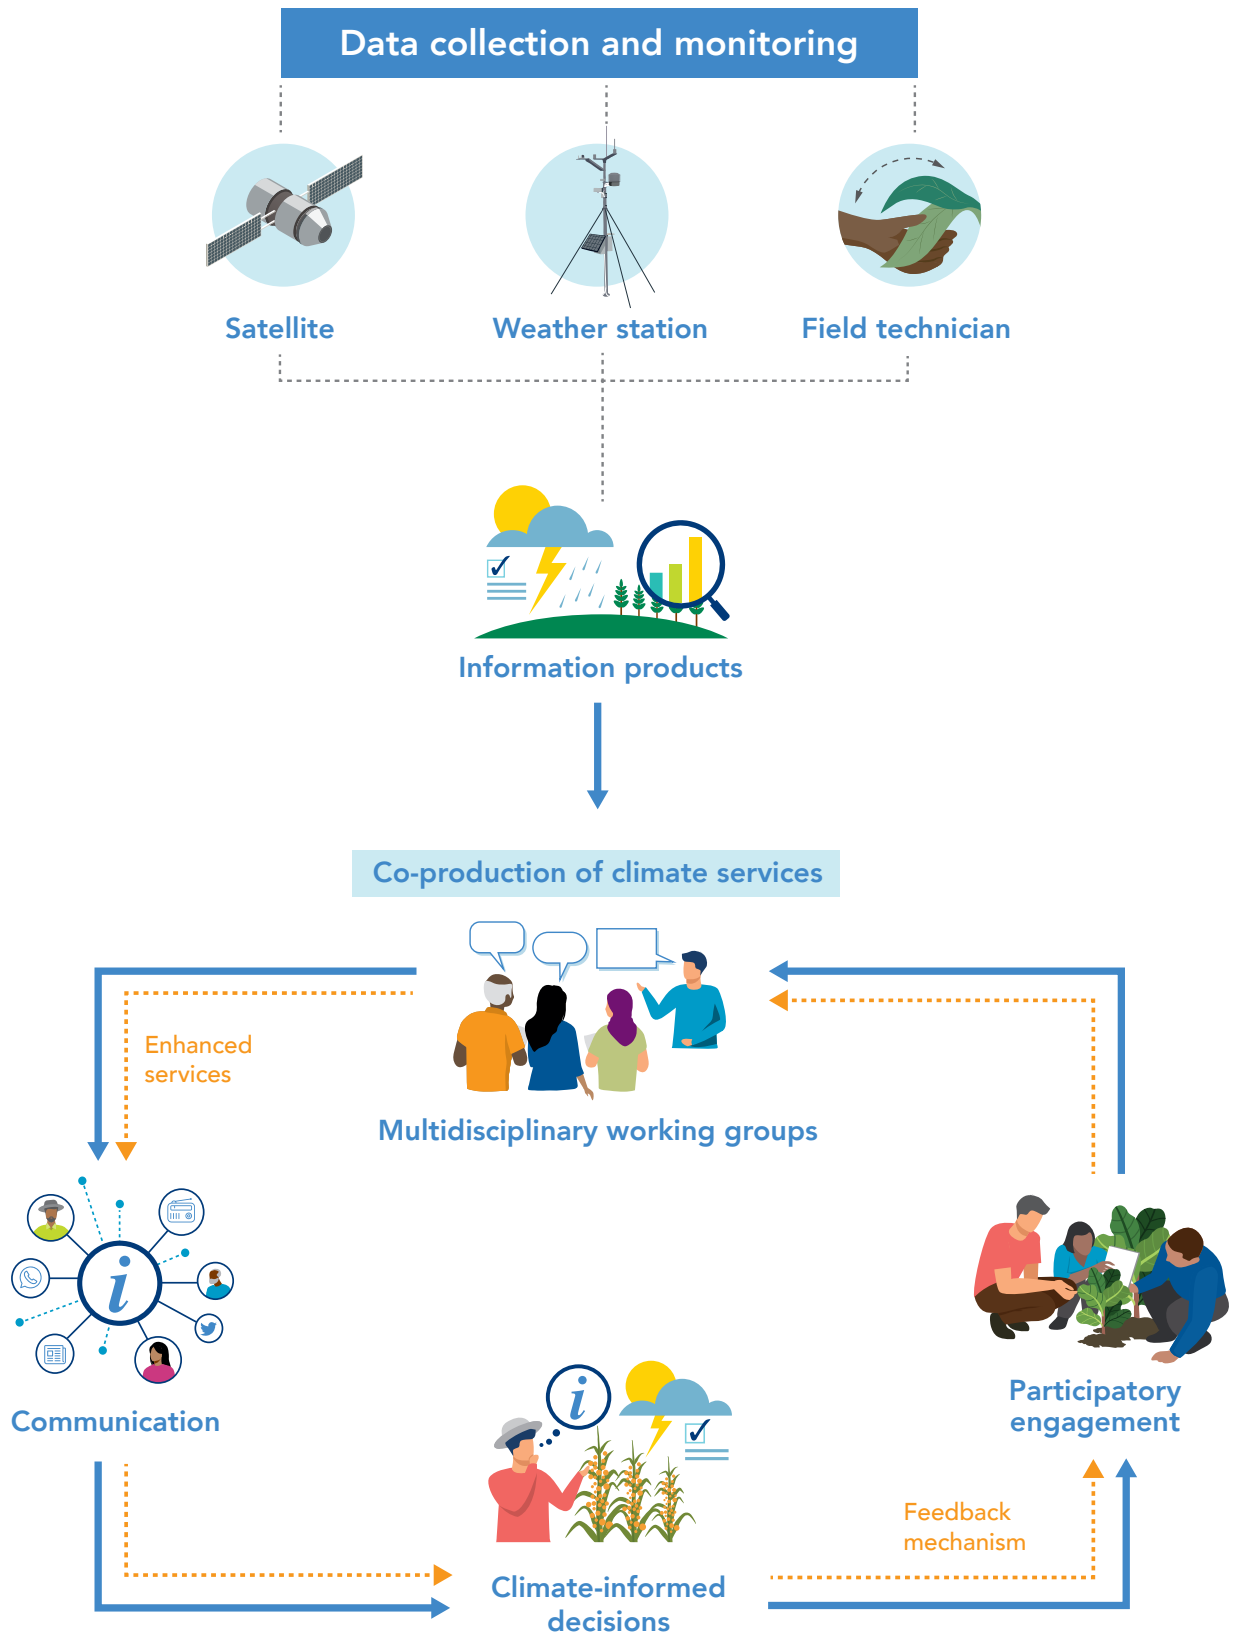 Data collection and monitoring
Satellite
Weather station
Field technician
Information products
Co-production of climate services
Enhanced
services
Multidisciplinary working groups
i
Communication
i
Participatory
engagement
Feedback
mechanism
Climate-informed
decisions